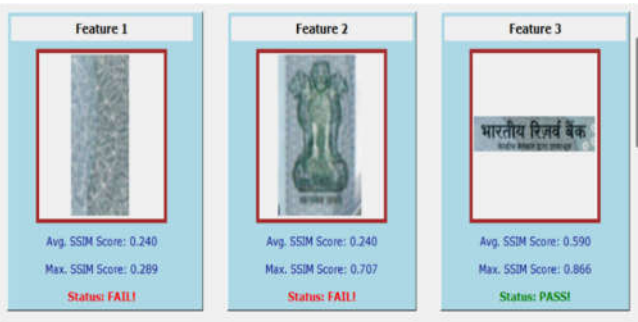 Feature 1
Avg. SSIM Score: 0.240
Max. SSIM Score: 0.289
Status: FAIL!
Feature 2
Avg. SSIM Score: 0.240
Max. SSIM Score: 0.707
Status: FAIL!
Feature 3
भारतीय रिज़र्व बैंक
Avg. SSIM Score: 0.590
Max. SSIM Score: 0.866
Status: PASS!